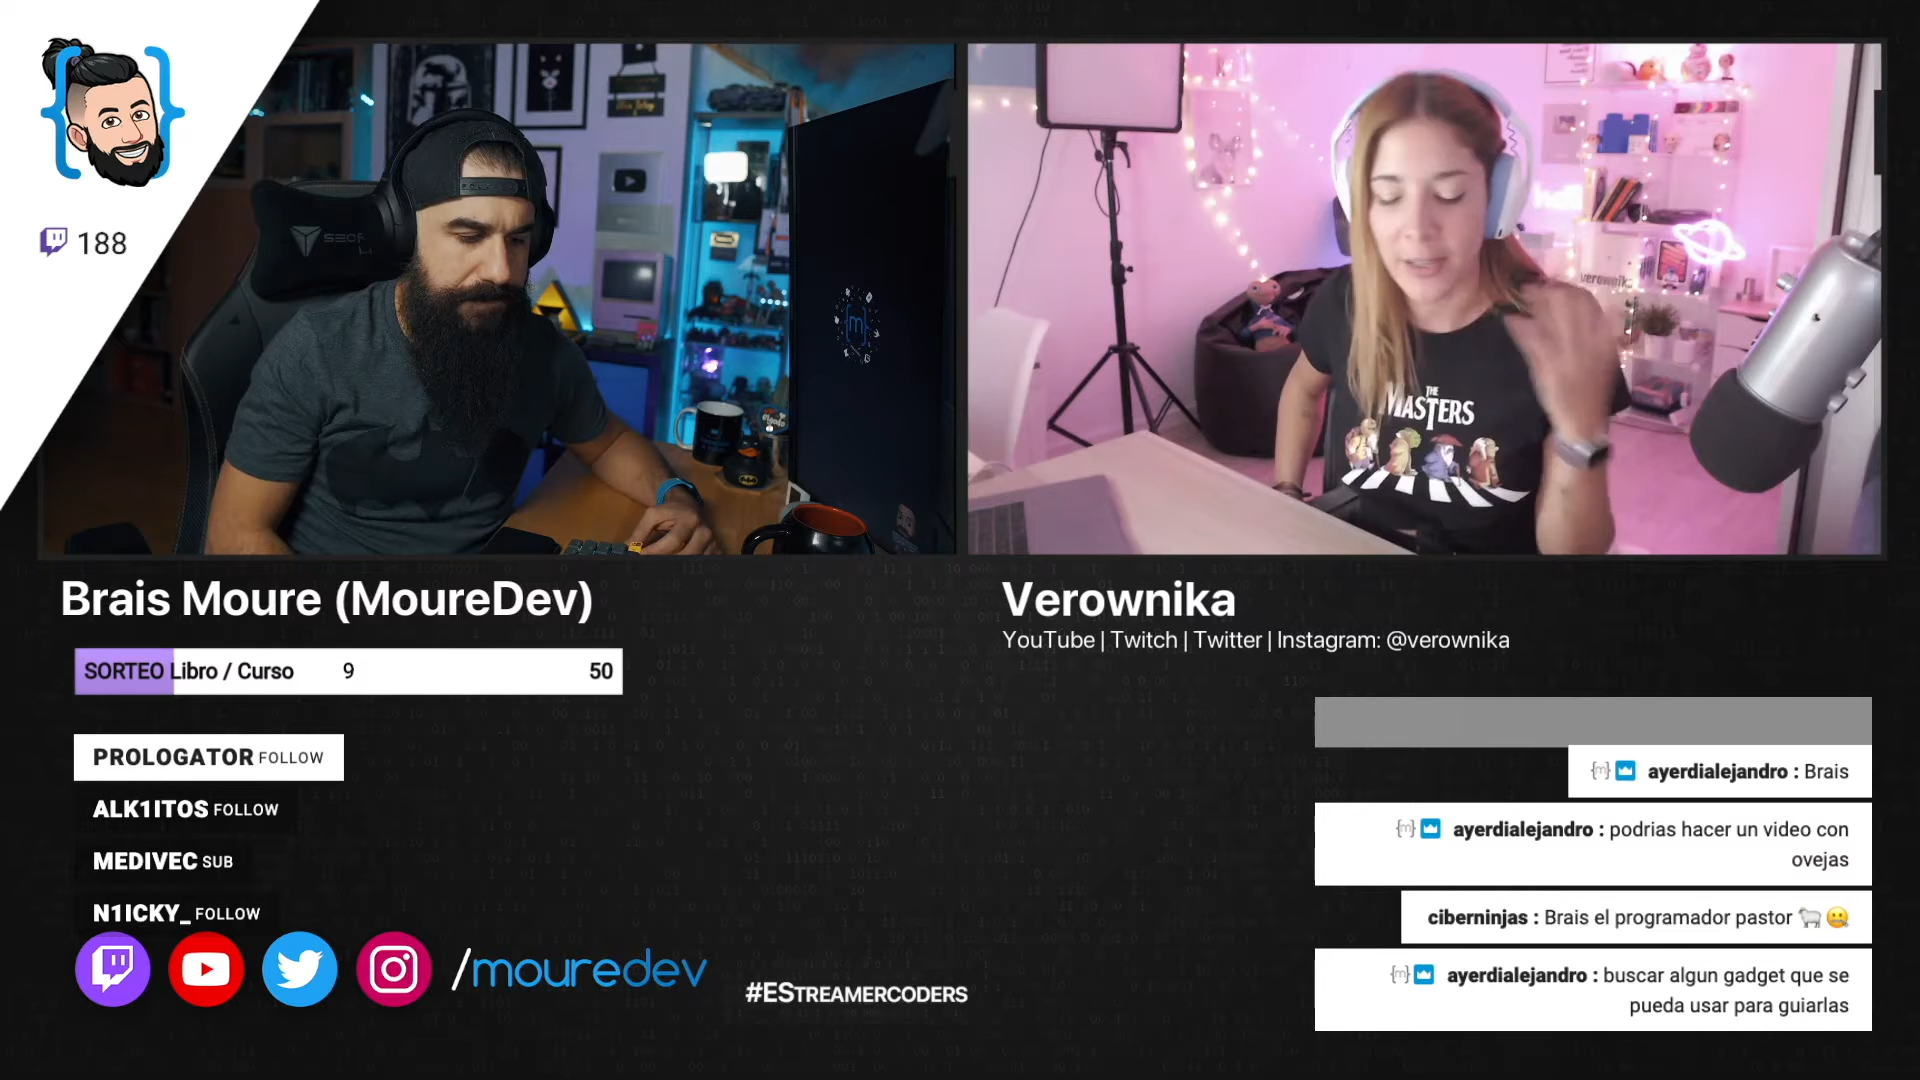 188
THE
MASTERS
verownika
{m}
Brais Moure (MoureDev)
SORTEO Libro / Curso 9 50
PROLOGATOR FOLLOW
ALK1ITOS FOLLOW
MEDIVEC SUB
N1ICKY_ FOLLOW
/mouredev
#ESTREAMERCODERS
Verownika
YouTube | Twitch | Twitter | Instagram: @verownika
{m} ayerdialejandro : Brais
{m} ayerdialejandro : podrias hacer un video con
ovejas
ciberninjas : Brais el programador pastor 🐑 🤐
{m} ayerdialejandro : buscar algun gadget que se
pueda usar para guiarlas